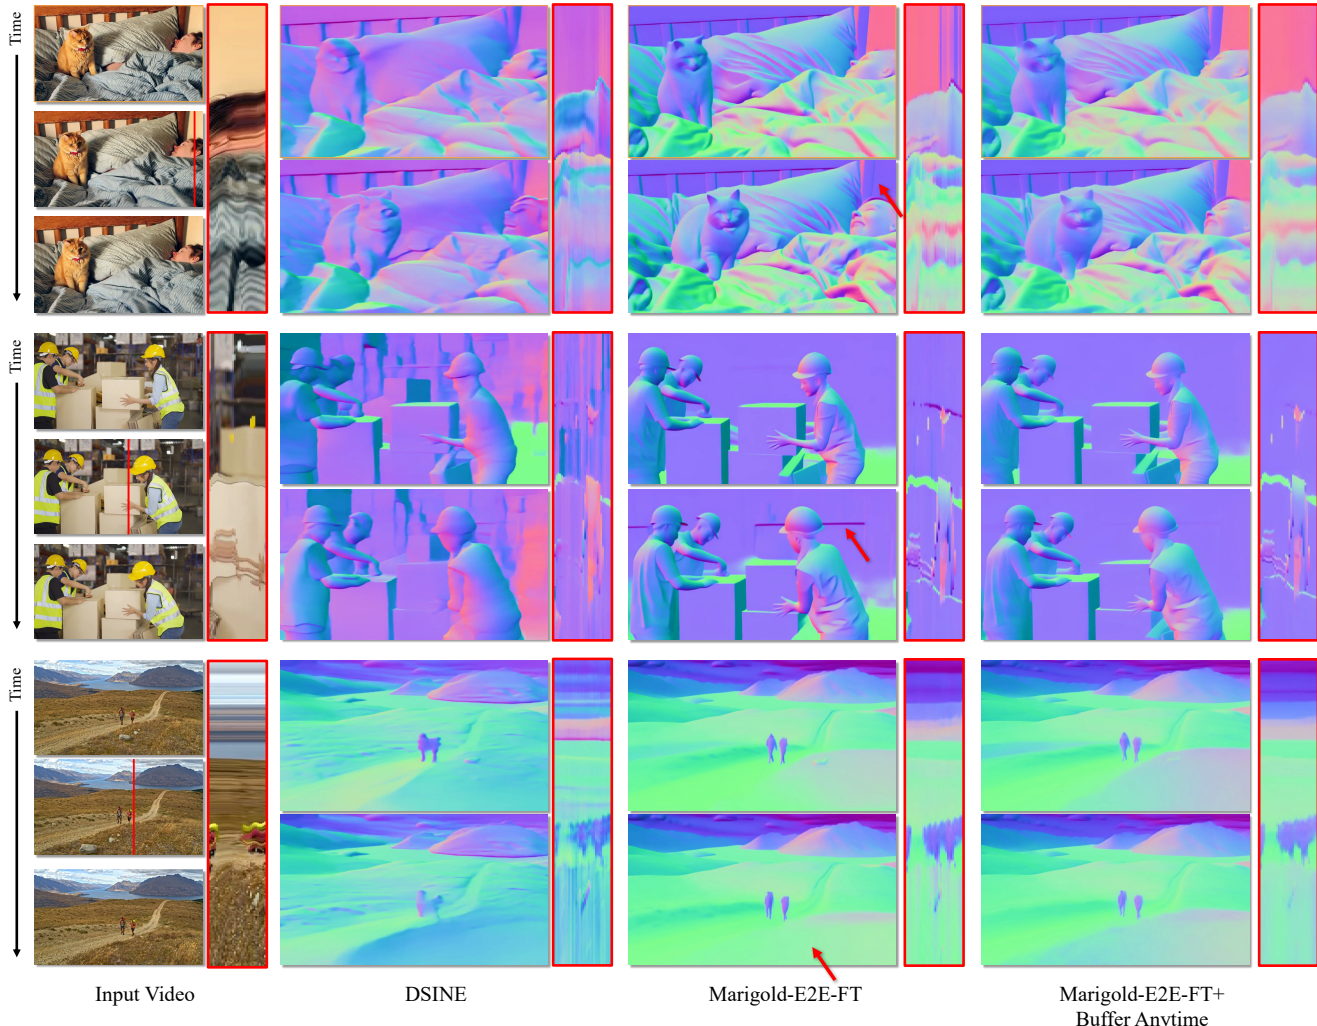 Time
Time
Time
Input Video
DSINE
Marigold-E2E-FT
Marigold-E2E-FT+
Buffer Anytime